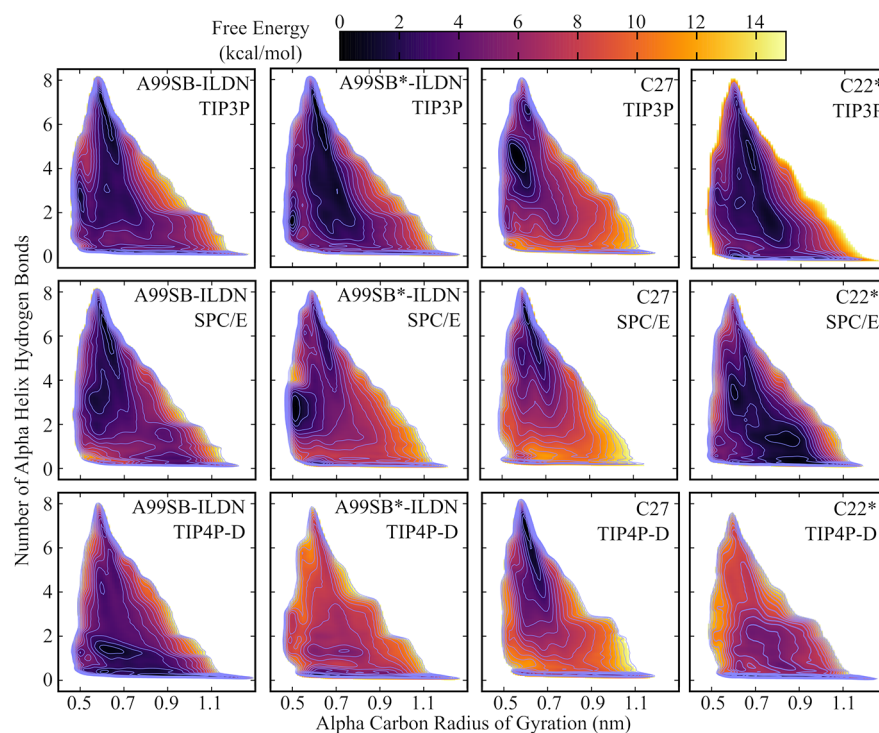 Free Energy
(kcal/mol)
0 2 4 6 8 10 12 14
A99SB-ILDN
TIP3P
A99SB*-ILDN
TIP3P
C27
TIP3P
C22*
TIP3P
8
6
4
2
0
A99SB-ILDN
SPC/E
A99SB*-ILDN
SPC/E
C27
SPC/E
C22*
SPC/E
8
6
4
2
0
A99SB-ILDN
TIP4P-D
A99SB*-ILDN
TIP4P-D
C27
TIP4P-D
C22*
TIP4P-D
8
6
4
2
0
0.5 0.7 0.9 1.1 0.5 0.7 0.9 1.1 0.5 0.7 0.9 1.1 0.5 0.7 0.9 1.1
Number of Alpha Helix Hydrogen Bonds
Alpha Carbon Radius of Gyration (nm)